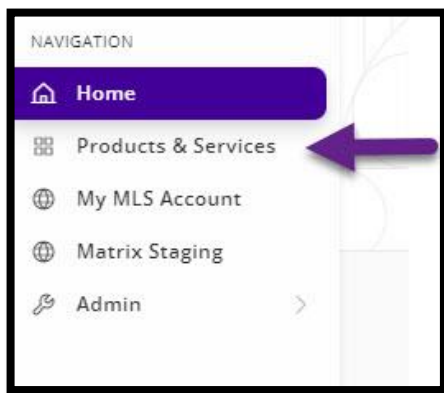 NAVIGATION
Home
Products & Services
My MLS Account
Matrix Staging
Admin